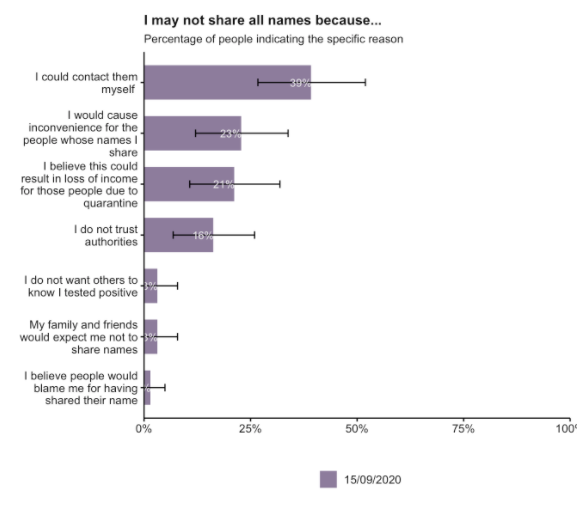 I may not share all names because...
Percentage of people indicating the specific reason
I could contact them
myself
39%
I would cause
inconvenience for the
people whose names I
share
23%
I believe this could
result in loss of income
for those people due to
quarantine
21%
I do not trust
authorities
16%
I do not want others to
know I tested positive
3%
My family and friends
would expect me not to
share names
3%
I believe people would
blame me for having
shared their name
0%
25%
50%
75%
100%
15/09/2020